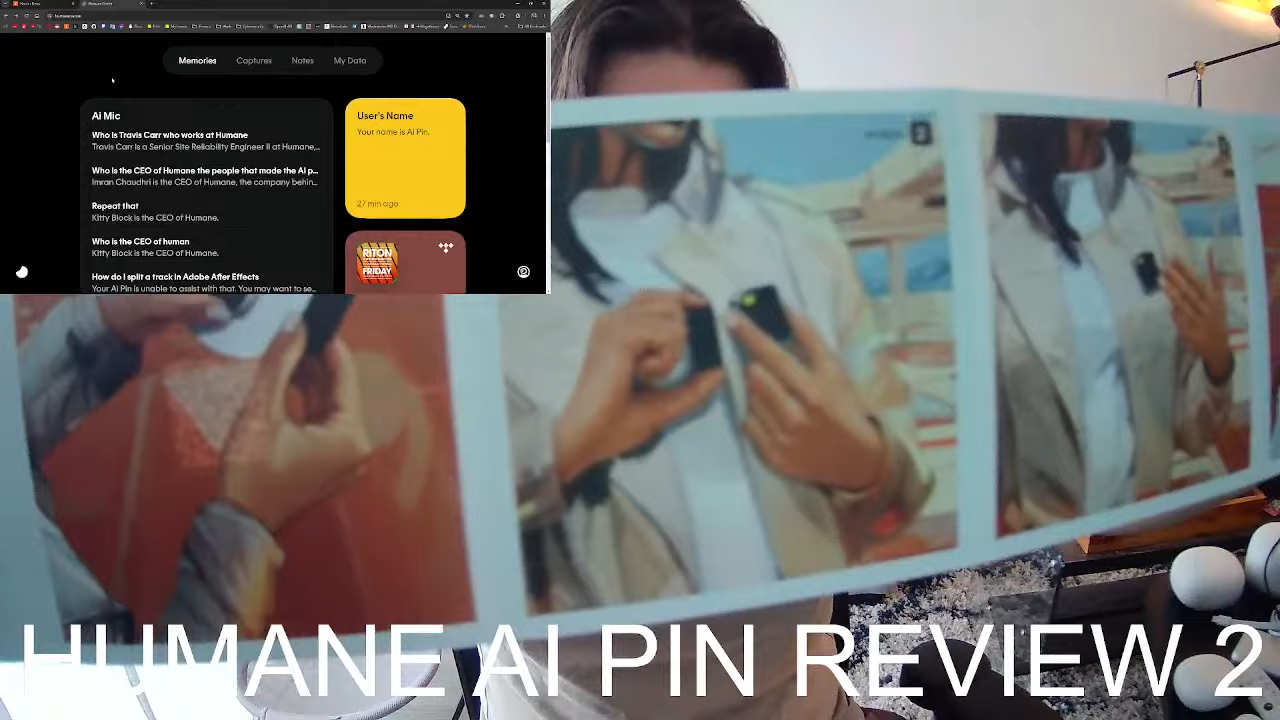 Memories Captures Notes My Data
Ai Mic
Who is Travis Carr who works at Humane
Travis Carr is a Senior Site Reliability Engineer II at Humane,...
Who is the CEO of Humane the people that made the AI p...
Imran Chaudhri is the CEO of Humane, the company behin...
Repeat that
Kitty Block is the CEO of Humane.
Who is the CEO of human
Kitty Block is the CEO of Humane.
How do I split a track in Adobe After Effects
Your Ai Pin is unable to assist with that. You may want to se...
User's Name
Your name is Ai Pin.
27 min ago
RITON
FRIDAY
3
HUMANE AI PIN REVIEW 2